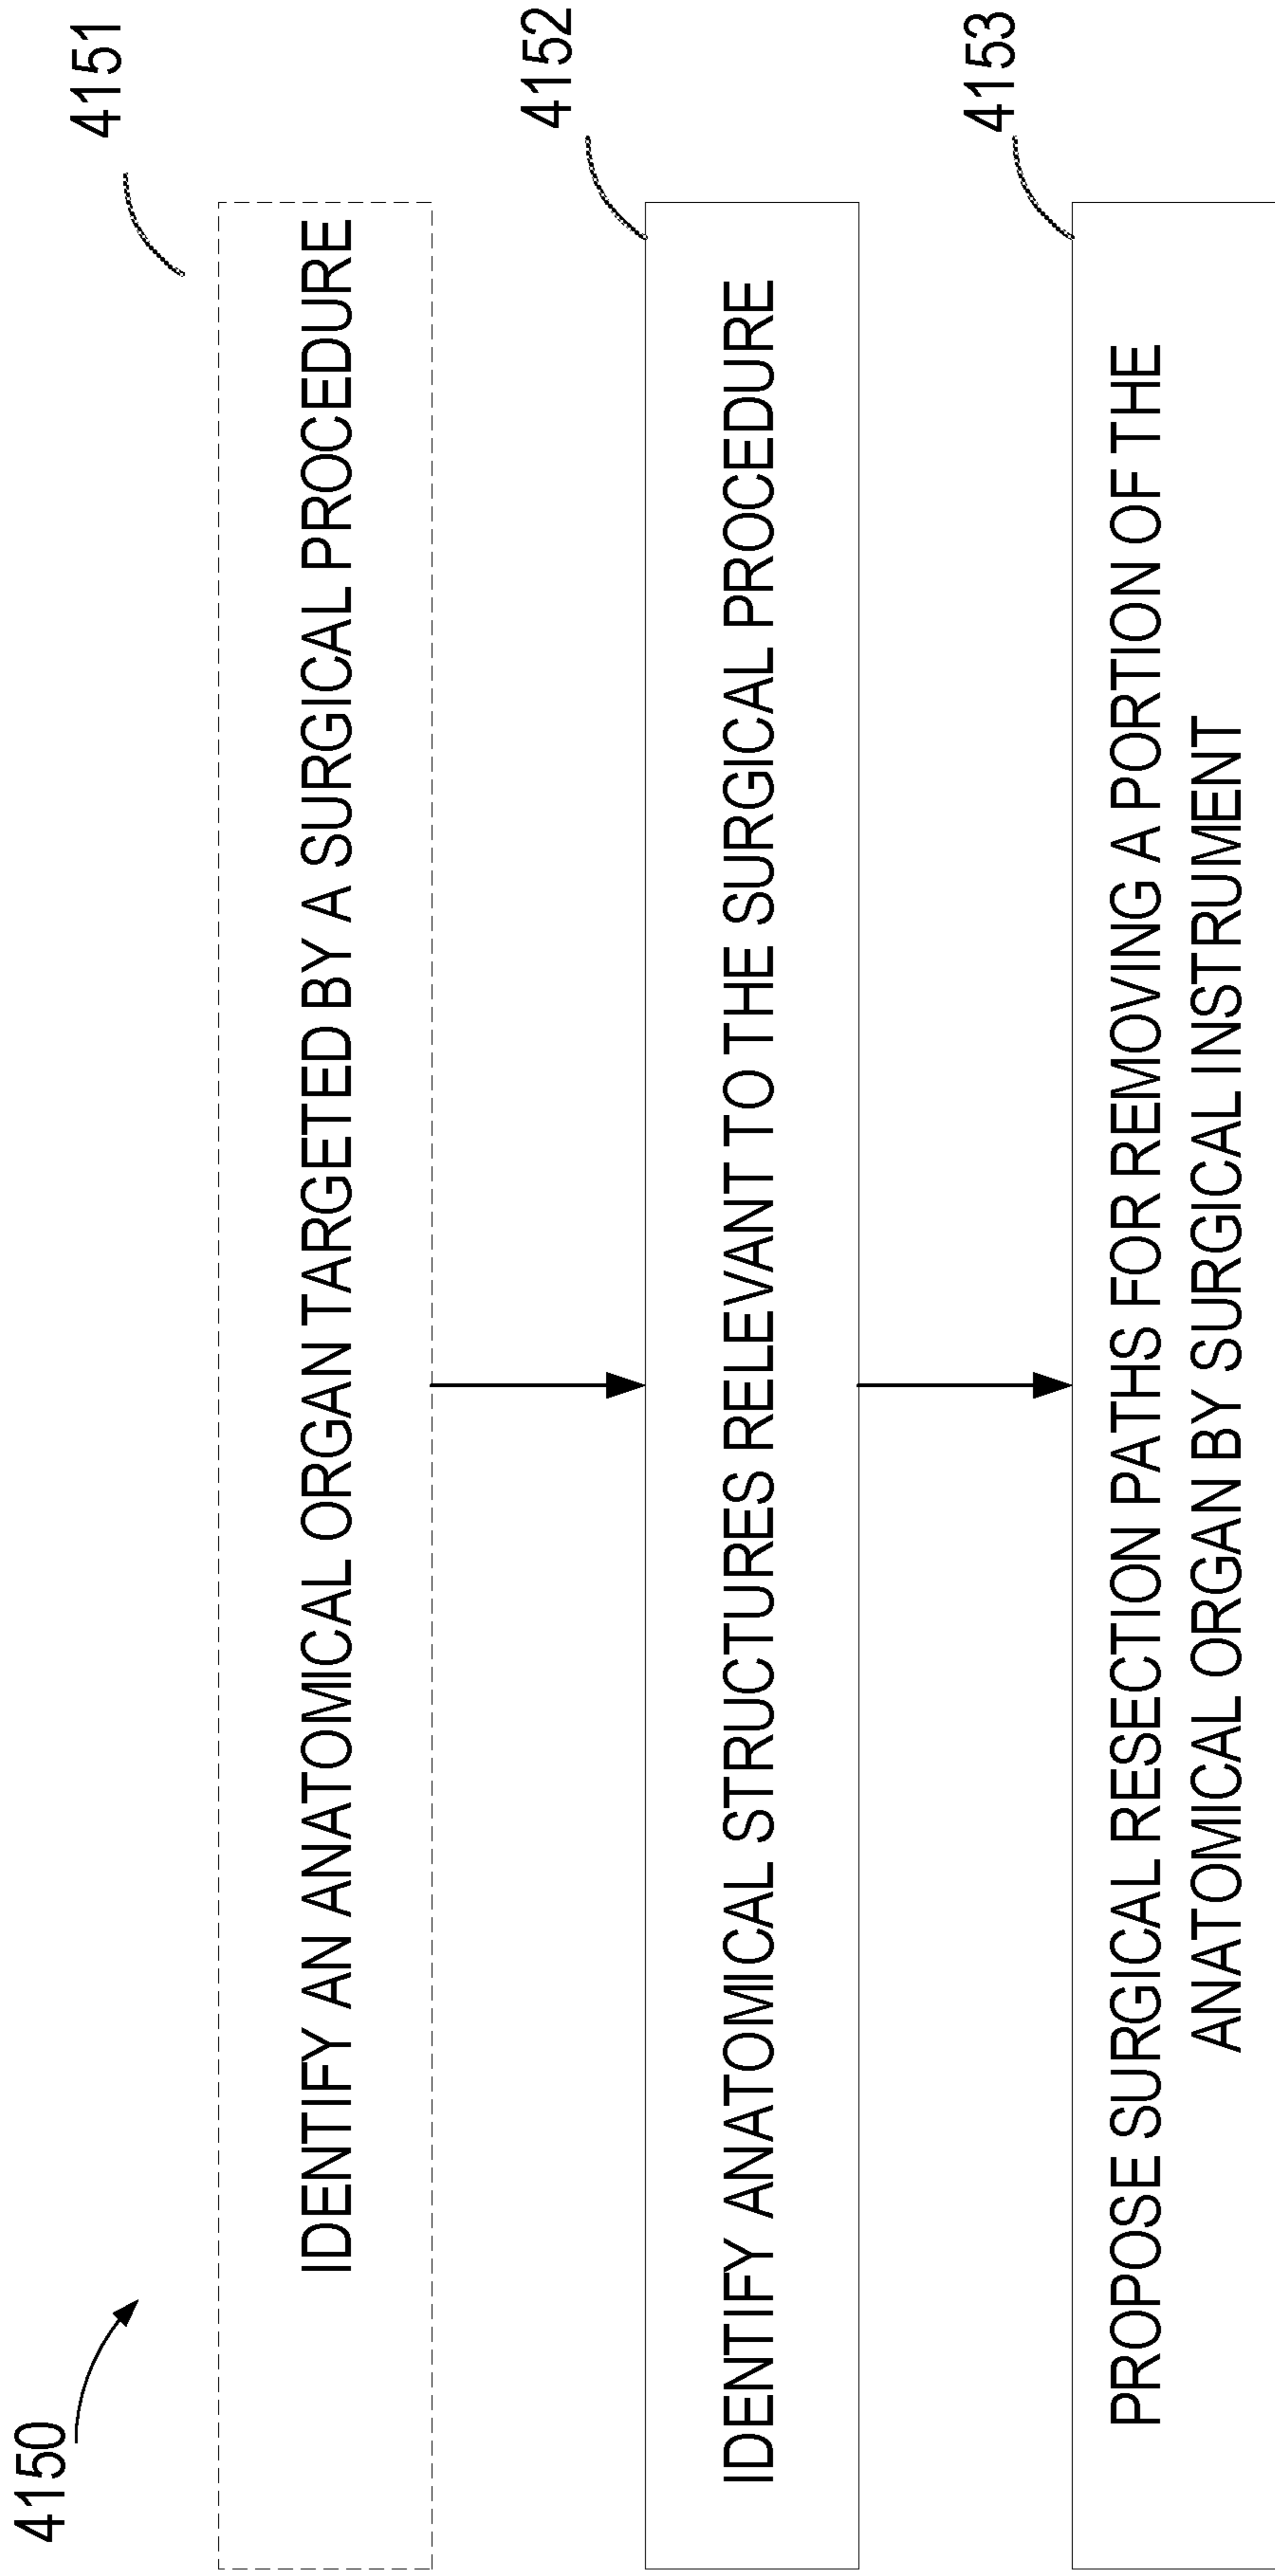 4150
4151
IDENTIFY AN ANATOMICAL ORGAN TARGETED BY A SURGICAL PROCEDURE
4152
IDENTIFY ANATOMICAL STRUCTURES RELEVANT TO THE SURGICAL PROCEDURE
4153
PROPOSE SURGICAL RESECTION PATHS FOR REMOVING A PORTION OF THE
ANATOMICAL ORGAN BY SURGICAL INSTRUMENT